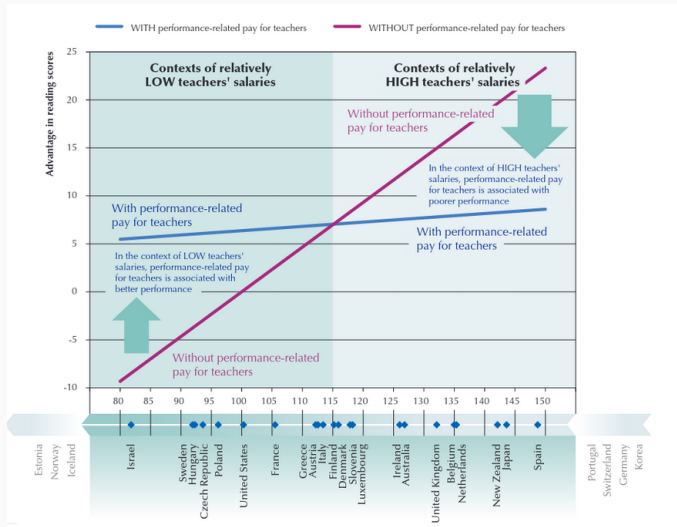 WITH performance-related pay for teachers
WITHOUT performance-related pay for teachers
Advantage in reading scores
25
20
15
10
5
0
-5
-10
Contexts of relatively
LOW teachers' salaries
Contexts of relatively
HIGH teachers' salaries
Without performance-related
pay for teachers
In the context of HIGH teachers'
salaries, performance-related pay
for teachers is associated with
poorer performance
With performance-related
pay for teachers
With performance-related
pay for teachers
In the context of LOW teachers'
salaries, performance-related pay
for teachers is associated with
better performance
Without performance-related
pay for teachers
80
85
90
95
100
105
110
115
120
125
130
135
140
145
150
Estonia
Norway
Iceland
Israel
Sweden
Hungary
Czech Republic
Poland
United States
France
Greece
Austria
Italy
Finland
Denmark
Slovenia
Luxembourg
Ireland
Australia
United Kingdom
Belgium
Netherlands
New Zealand
Japan
Spain
Portugal
Switzerland
Germany
Korea